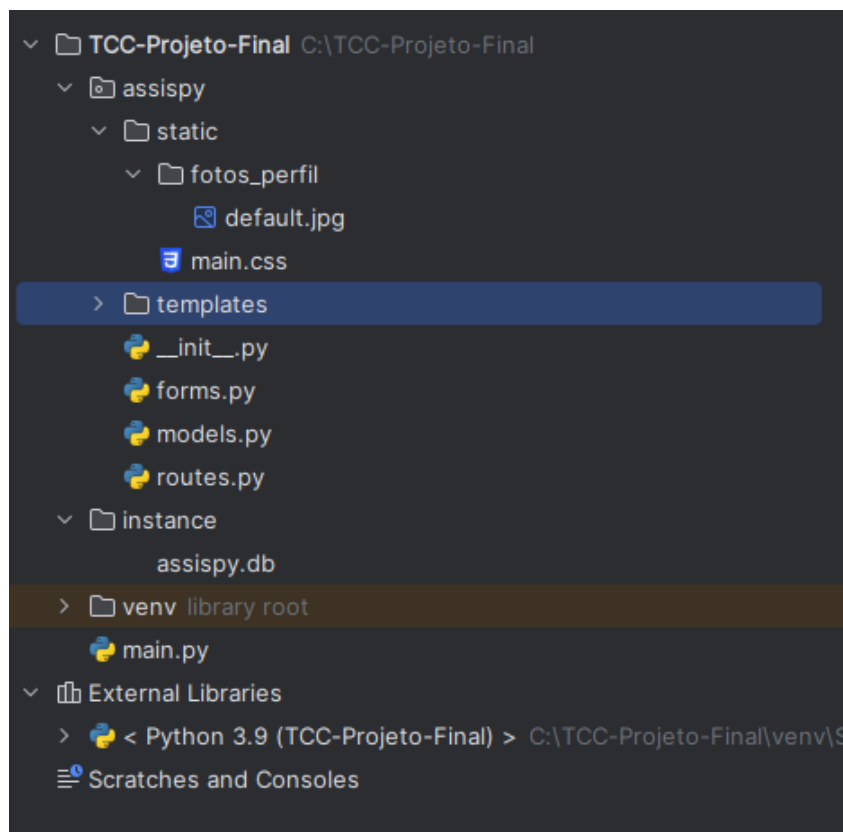 TCC-Projeto-Final C:\TCC-Projeto-Final
assispy
static
fotos_perfil
default.jpg
main.css
templates
__init__.py
forms.py
models.py
routes.py
instance
assispy.db
venv library root
main.py
External Libraries
< Python 3.9 (TCC-Projeto-Final) > C:\TCC-Projeto-Final\venv\S
Scratches and Consoles